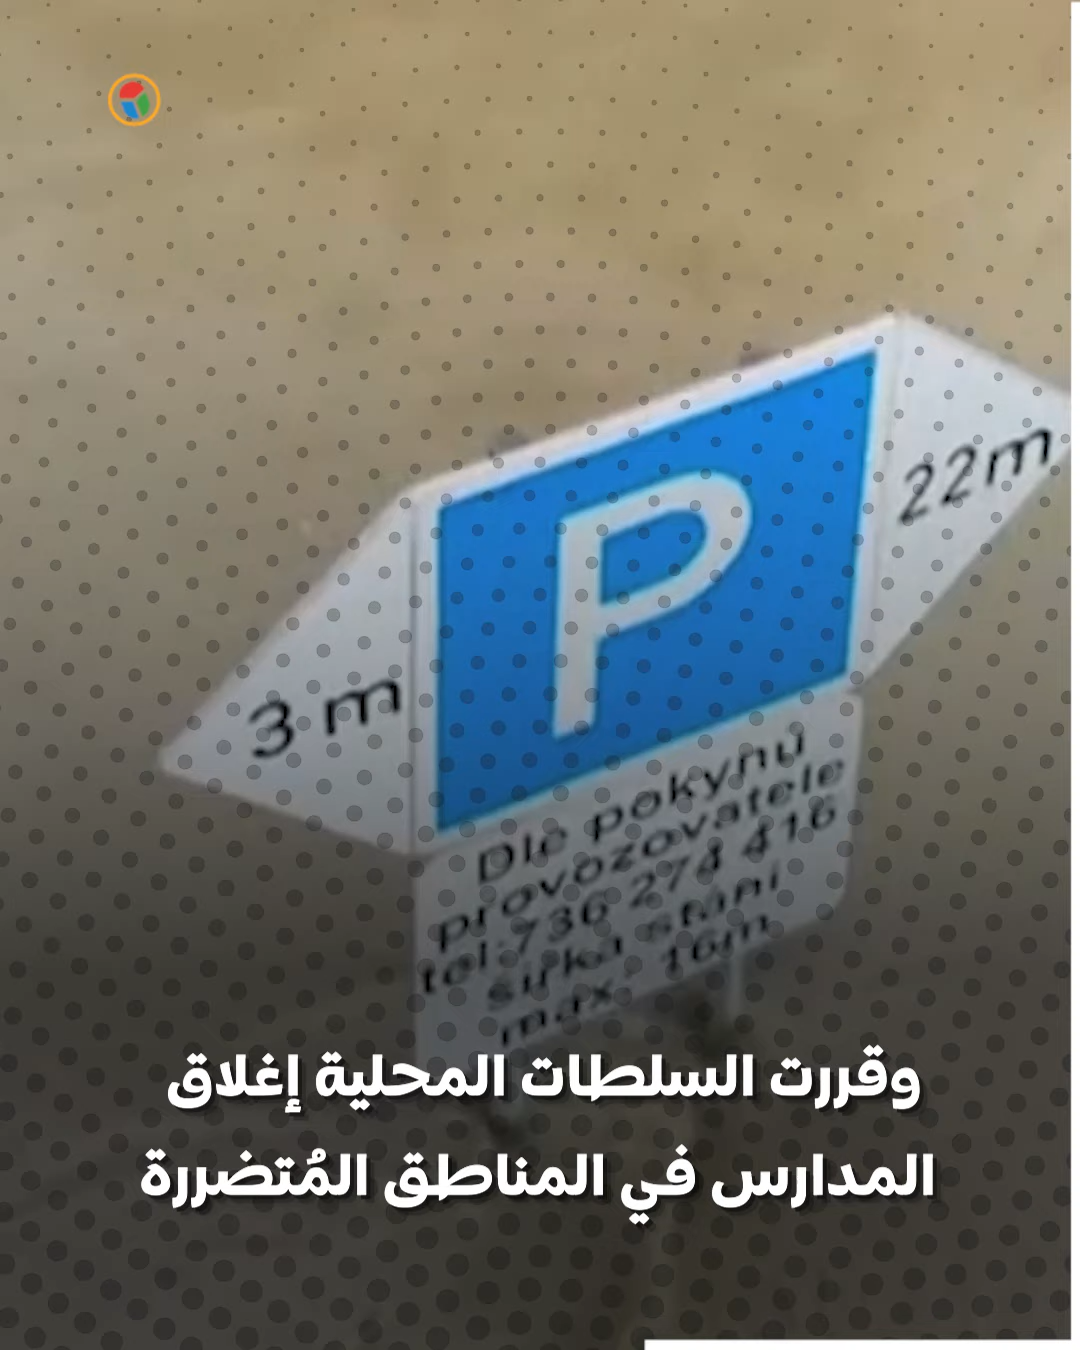 22m
P
3 m
Dle pokynů
provozovatele
tel.736 274 416
šířka stání
max. 16m
وقررت السلطات المحلية إغلاق
المدارس في المناطق المُتضررة